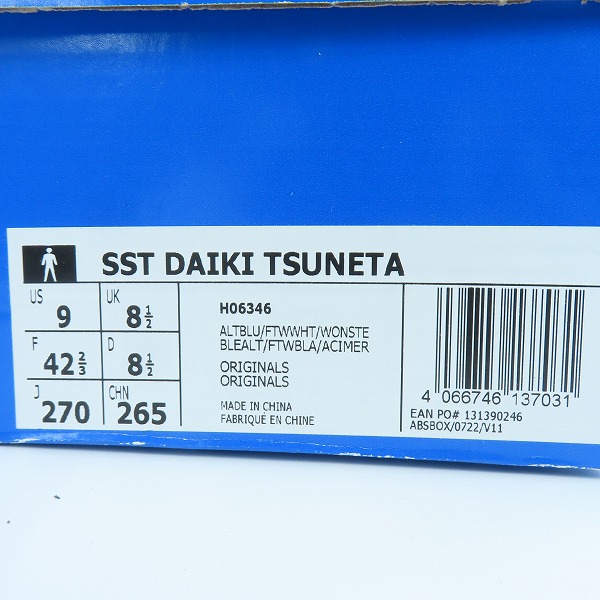 SST DAIKI TSUNETA
US
9
UK
8 1/2
F
42 2/3
D
8 1/2
J
270
CHN
265
H06346
ALTBLU/FTWWHT/WONSTE
BLEALT/FTWBLA/ACIMER
ORIGINALS
ORIGINALS
MADE IN CHINA
FABRIQUÉ EN CHINE
4 066746 137031
EAN PO# 131390246
ABSBOX/0722/V11